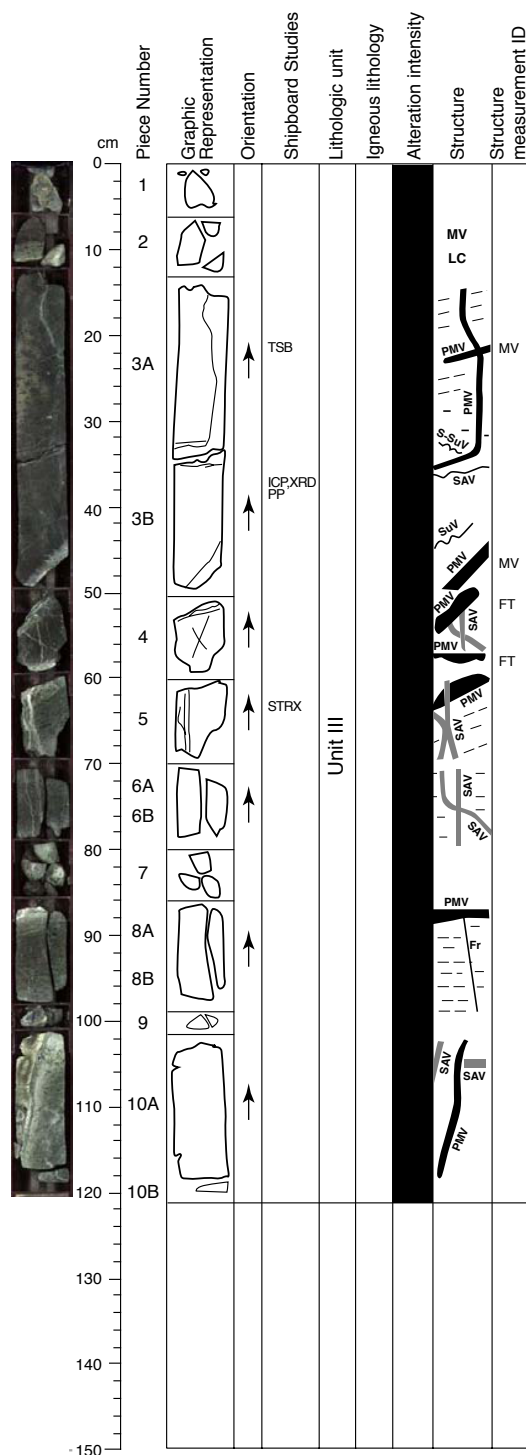 cm
Piece Number
Graphic
Representation
Orientation
Shipboard Studies
Lithologic unit
Igneous lithology
Alteration intensity
Structure
Structure
measurement ID
0
10
20
30
40
50
60
70
80
90
100
110
120
130
140
150
1
2
3A
3B
4
5
6A
6B
7
8A
8B
9
10A
10B
TSB
ICP,XRD
PP
STRX
Unit III
MV
LC
PMV
PMV
S-SuV
SAV
SuV
PMV
PMV
SAV
PMV
PMV
SAV
SAV
SAV
PMV
Fr
SAV
SAV
PMV
MV
MV
FT
FT